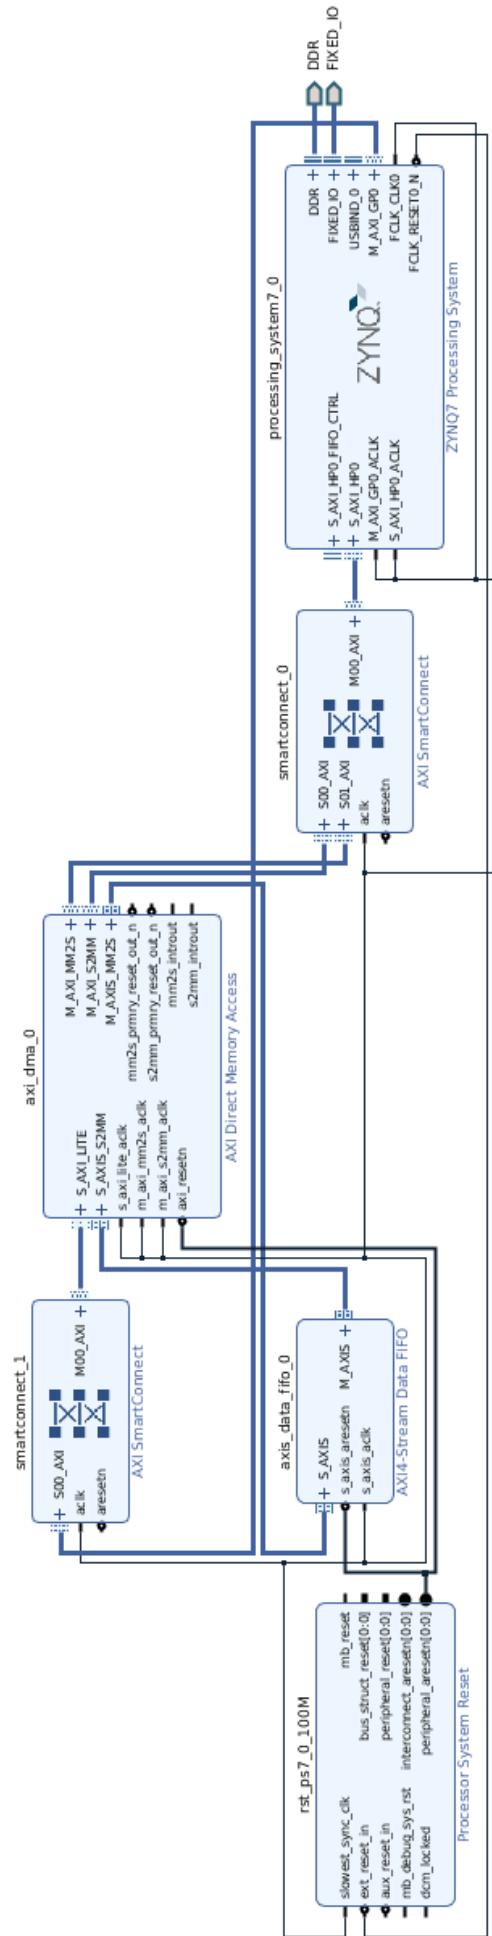 rst_ps7_0_100M
slowest_sync_clk
ext_reset_in
aux_reset_in
mb_debug_sys_rst
dcm_locked
mb_reset
bus_struct_reset[0:0]
peripheral_reset[0:0]
interconnect_aresetn[0:0]
peripheral_aresetn[0:0]
Processor System Reset
smartconnect_1
S00_AXI
aclk
aresetn
M00_AXI
AXI SmartConnect
axis_data_fifo_0
S_AXIS
s_axis_aresetn
s_axis_aclk
M_AXIS
AXI4-Stream Data FIFO
axi_dma_0
S_AXI_LITE
S_AXIS_S2MM
s_axi_lite_aclk
m_axi_mm2s_aclk
m_axi_s2mm_aclk
axi_resetn
M_AXI_MM2S
M_AXI_S2MM
M_AXIS_MM2S
mm2s_prmry_reset_out_n
s2mm_prmry_reset_out_n
mm2s_introut
s2mm_introut
AXI Direct Memory Access
smartconnect_0
S00_AXI
S01_AXI
aclk
aresetn
M00_AXI
AXI SmartConnect
processing_system7_0
S_AXI_HP0_FIFO_CTRL
S_AXI_HP0
M_AXI_GP0_ACLK
S_AXI_HP0_ACLK
ZYNQ
DDR
FIXED_IO
USBIND_0
M_AXI_GP0
FCLK_CLK0
FCLK_RESET0_N
ZYNQ7 Processing System
DDR
FIXED_IO